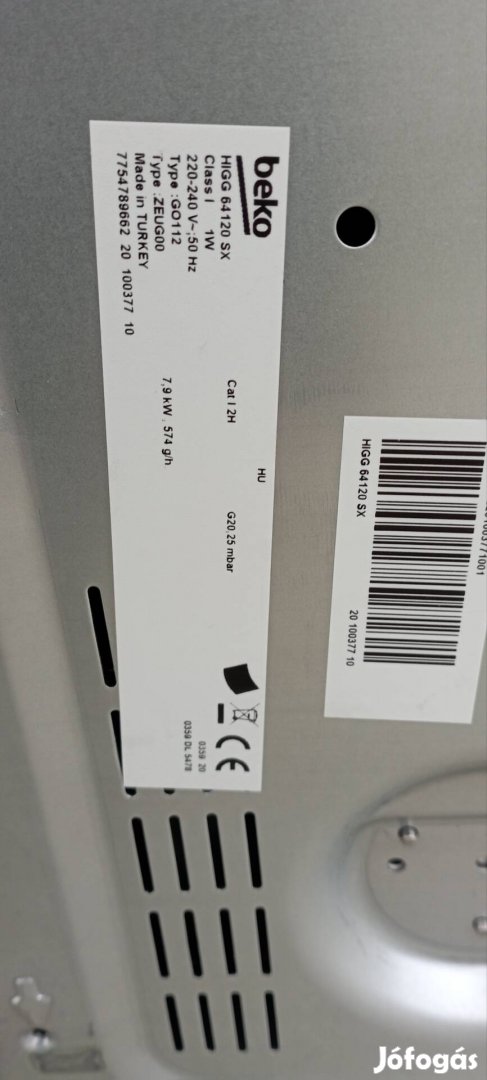 beko
HIGG 64120 SX
Class I 1W
220-240 V~;50 Hz
Type :GO112
Type :ZEUG00
Made in TURKEY
7754789662 20 100377 10
HU
Cat I 2H G20,25 mbar
7,9 kW , 574 g/h
CE
0359 20
0359 DL 5478
HIGG 64120 SX 20 100377 10
Jófogás